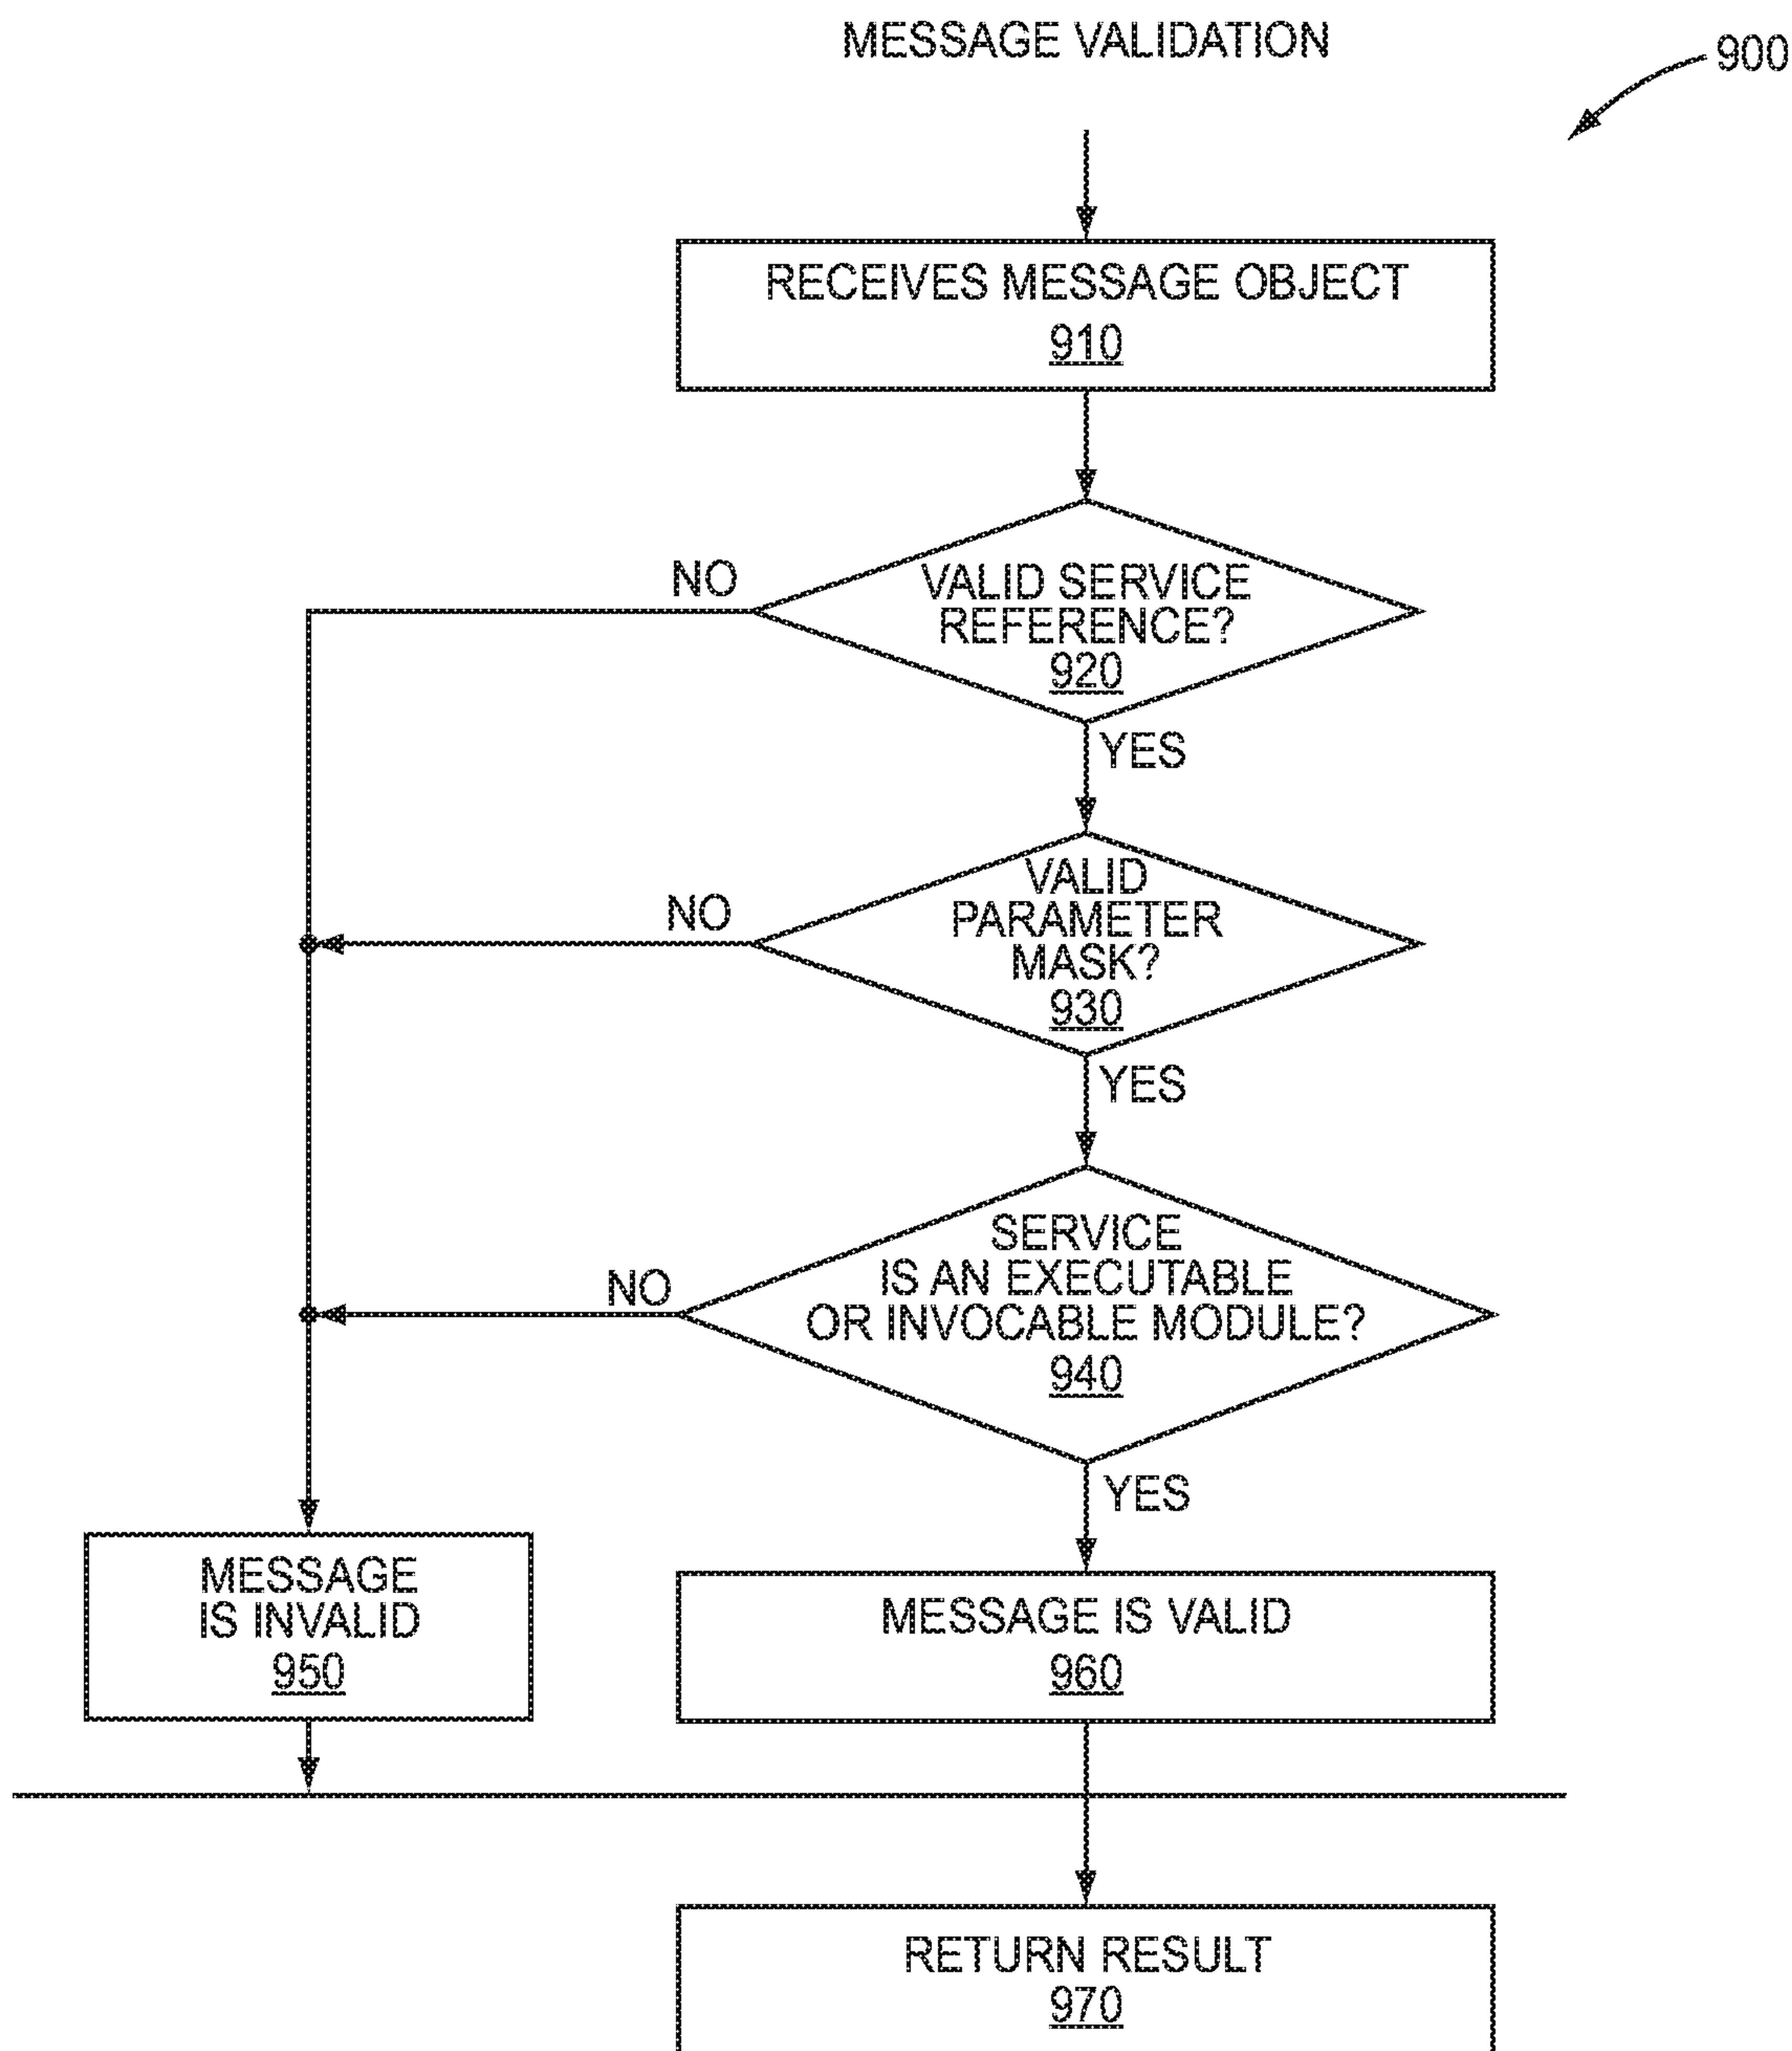 MESSAGE VALIDATION
900
RECEIVES MESSAGE OBJECT
910
NO
VALID SERVICE
REFERENCE?
920
YES
NO
VALID
PARAMETER
MASK?
930
YES
NO
SERVICE
IS AN EXECUTABLE
OR INVOCABLE MODULE?
940
YES
MESSAGE
IS INVALID
950
MESSAGE IS VALID
960
RETURN RESULT
970